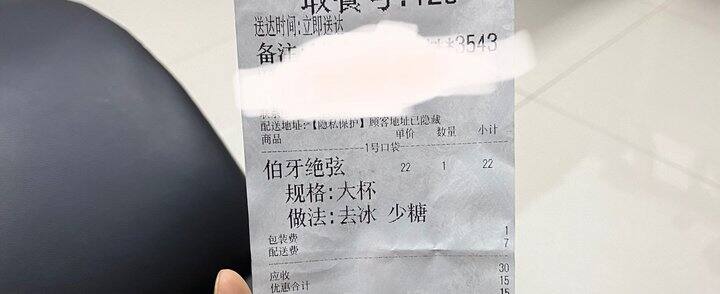 取餐号:
送达时间:立即送达
备注 *3543
配送地址:【隐私保护】顾客地址已隐藏
商品 单价 数量 小计
1号口袋
伯牙绝弦 22 1 22
规格:大杯
做法:去冰 少糖
包装费 1
配送费 7
应收 30
优惠合计 15
15